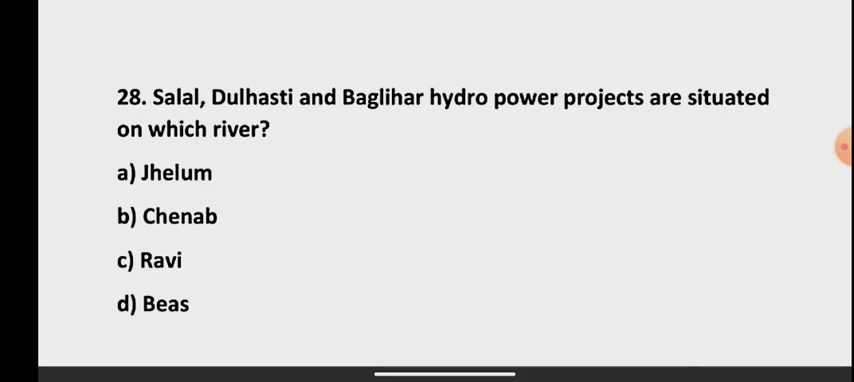 28. Salal, Dulhasti and Baglihar hydro power projects are situated
on which river?
a) Jhelum
b) Chenab
c) Ravi
d) Beas